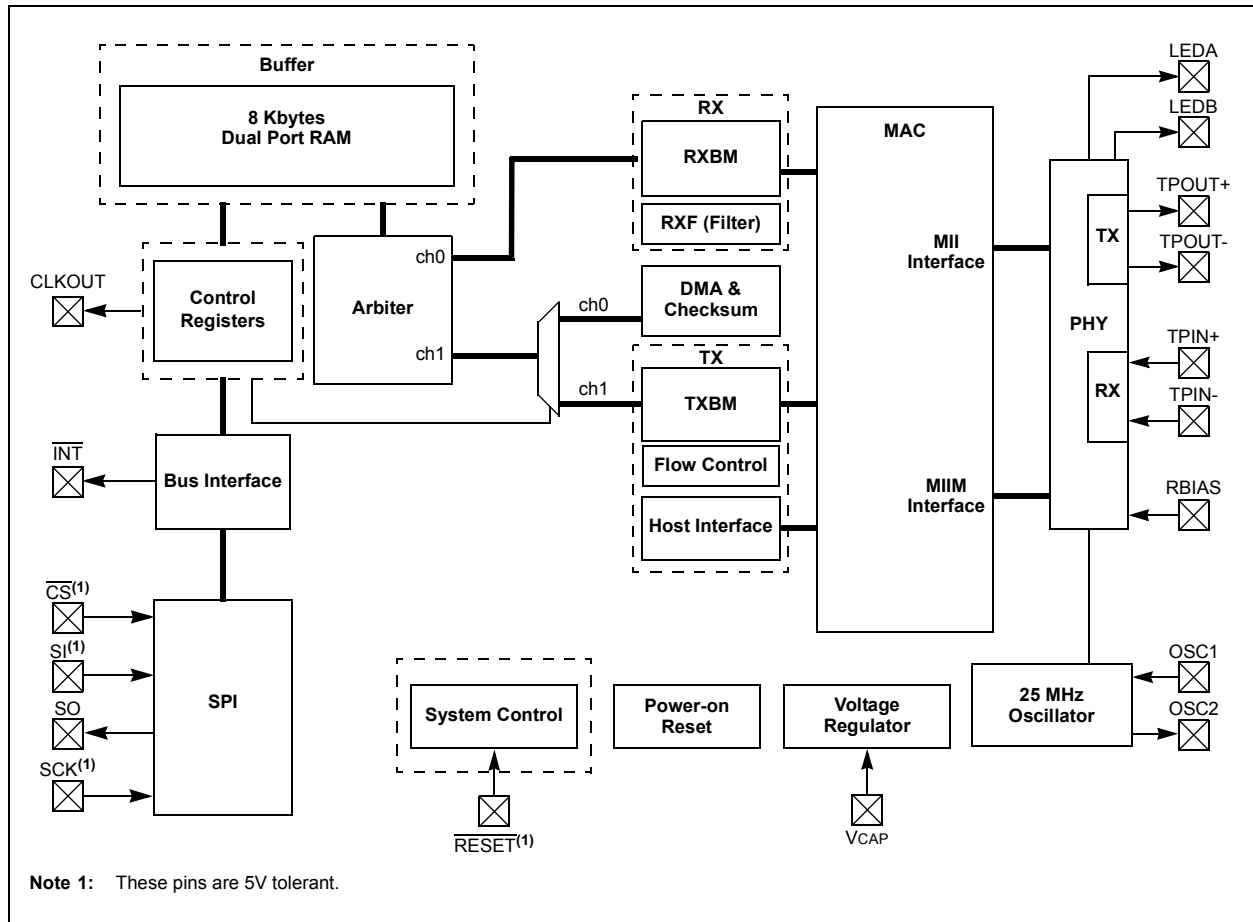 LEDA
Buffer
8 Kbytes
Dual Port RAM
RX
RXBM
RXF (Filter)
MAC
LEDB
TPOUT+
TX
TPOUT-
MII
Interface
ch0
CLKOUT
Control
Registers
Arbiter
ch1
ch0
DMA &
Checksum
PHY
TPIN+
RX
TPIN-
TX
ch1
TXBM
Flow Control
Host Interface
MIIM
Interface
RBIAS
INT
Bus Interface
CS(1)
SI(1)
SO
SCK(1)
SPI
System Control
Power-on
Reset
Voltage
Regulator
25 MHz
Oscillator
OSC1
OSC2
RESET(1)
VCAP
Note 1: These pins are 5V tolerant.